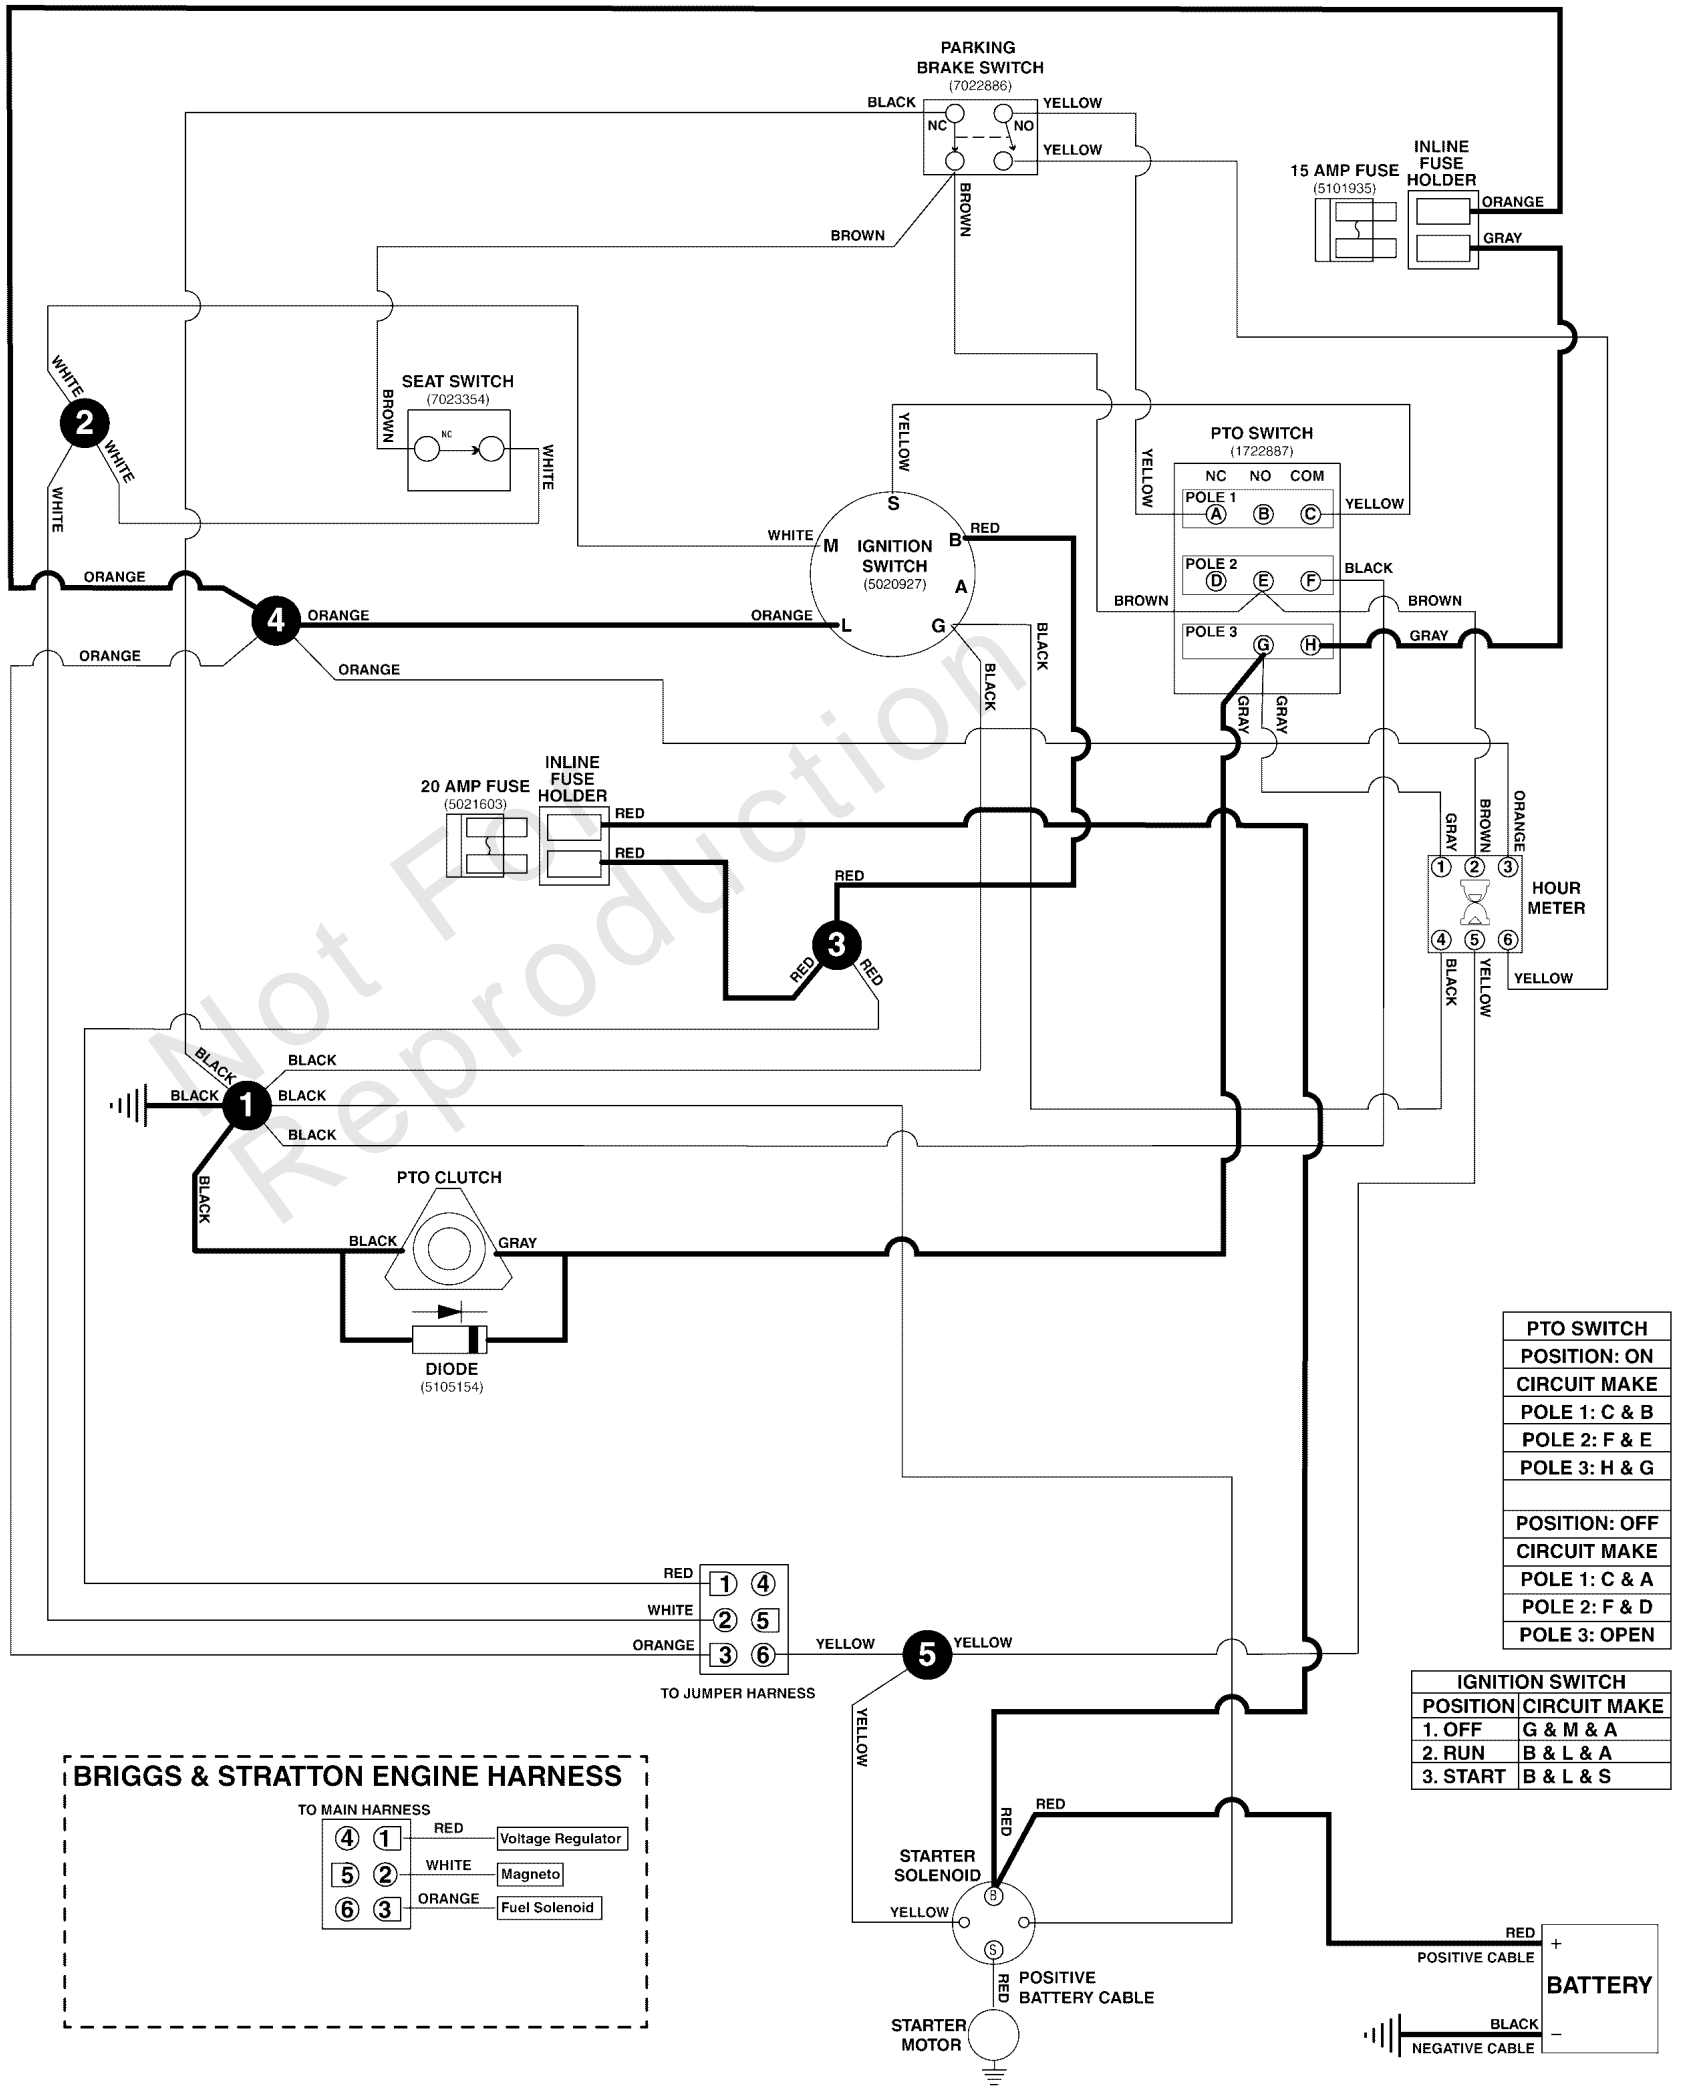 PARKING
BRAKE SWITCH
(7022886)
BLACK
YELLOW
NC
NO
YELLOW
BROWN
BROWN
15 AMP FUSE
(5101935)
INLINE
FUSE
HOLDER
ORANGE
GRAY
WHITE
2
WHITE
WHITE
SEAT SWITCH
(7023354)
BROWN
NC
WHITE
YELLOW
PTO SWITCH
(1722887)
NC NO COM
YELLOW
POLE 1
A B C
YELLOW
POLE 2
D E F
BLACK
BROWN
BROWN
POLE 3
G H
GRAY
GRAY
GRAY
S
WHITE
M
IGNITION
SWITCH
(5020927)
B
RED
A
L
G
BLACK
BLACK
ORANGE
4
ORANGE
ORANGE
ORANGE
ORANGE
20 AMP FUSE
(5021603)
INLINE
FUSE
HOLDER
RED
RED
RED
3
RED
RED
GRAY
BROWN
ORANGE
1 2 3
HOUR
METER
4 5 6
BLACK
YELLOW
YELLOW
Not For
Reproduction
BLACK
BLACK
BLACK
1
BLACK
BLACK
BLACK
PTO CLUTCH
BLACK
GRAY
DIODE
(5105154)
PTO SWITCH
POSITION: ON
CIRCUIT MAKE
POLE 1: C & B
POLE 2: F & E
POLE 3: H & G
POSITION: OFF
CIRCUIT MAKE
POLE 1: C & A
POLE 2: F & D
POLE 3: OPEN
RED
1 4
WHITE
2 5
ORANGE
3 6
YELLOW
5
YELLOW
TO JUMPER HARNESS
YELLOW
IGNITION SWITCH
POSITION CIRCUIT MAKE
1. OFF G & M & A
2. RUN B & L & A
3. START B & L & S
BRIGGS & STRATTON ENGINE HARNESS
TO MAIN HARNESS
4 1
RED
Voltage Regulator
5 2
WHITE
Magneto
6 3
ORANGE
Fuel Solenoid
RED
RED
STARTER
SOLENOID
B
YELLOW
S
RED
POSITIVE
BATTERY CABLE
STARTER
MOTOR
RED
+
POSITIVE CABLE
BATTERY
BLACK
–
NEGATIVE CABLE